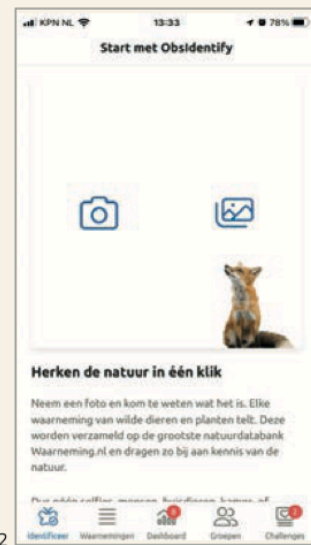 KPN NL 13:33 78%
Start met ObsIdentify
Herken de natuur in één klik
Neem een foto en kom te weten wat het is. Elke
waarneming van wilde dieren en planten telt. Deze
worden verzameld op de grootste natuurdatabank
Waarneming.nl en dragen zo bij aan kennis van de
natuur.
Identificeer Waarnemingen Dashboard Groepen Challenges
2